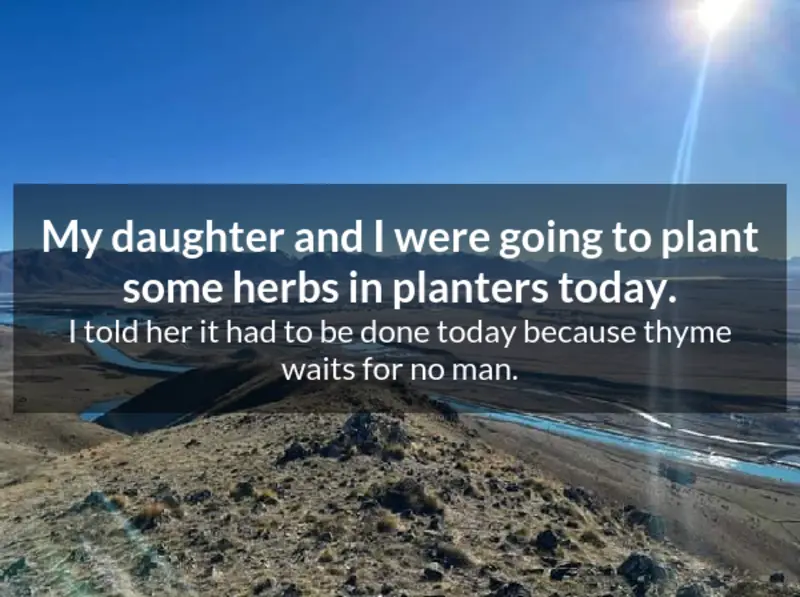 My daughter and I were going to plant
some herbs in planters today.
I told her it had to be done today because thyme
waits for no man.